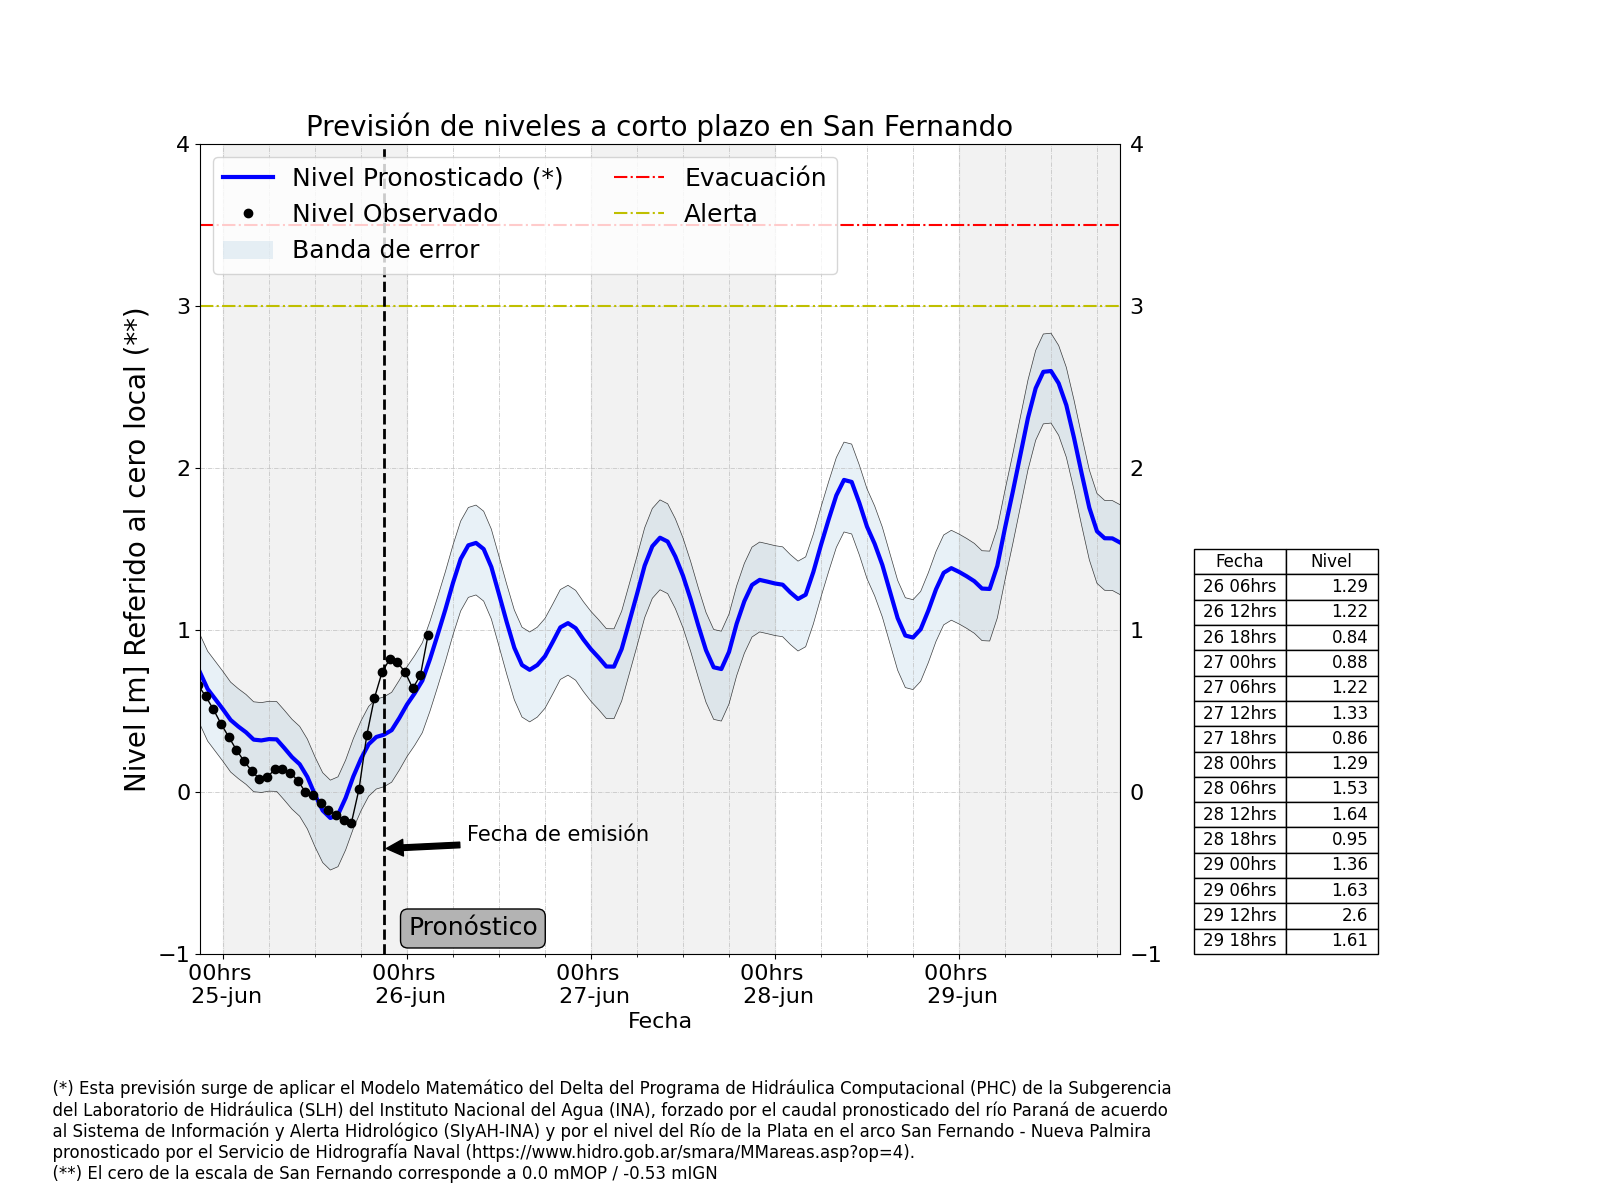 Previsión de niveles a corto plazo en San Fernando
Nivel Pronosticado (*)
Nivel Observado
Banda de error
Evacuación
Alerta
Nivel [m] Referido al cero local (**)
4
3
2
1
0
−1
4
3
2
1
0
−1
Fecha de emisión
Pronóstico
00hrs
25-jun
00hrs
26-jun
00hrs
27-jun
00hrs
28-jun
00hrs
29-jun
Fecha
Fecha Nivel
26 06hrs 1.29
26 12hrs 1.22
26 18hrs 0.84
27 00hrs 0.88
27 06hrs 1.22
27 12hrs 1.33
27 18hrs 0.86
28 00hrs 1.29
28 06hrs 1.53
28 12hrs 1.64
28 18hrs 0.95
29 00hrs 1.36
29 06hrs 1.63
29 12hrs 2.6
29 18hrs 1.61
(*) Esta previsión surge de aplicar el Modelo Matemático del Delta del Programa de Hidráulica Computacional (PHC) de la Subgerencia
del Laboratorio de Hidráulica (SLH) del Instituto Nacional del Agua (INA), forzado por el caudal pronosticado del río Paraná de acuerdo
al Sistema de Información y Alerta Hidrológico (SIyAH-INA) y por el nivel del Río de la Plata en el arco San Fernando - Nueva Palmira
pronosticado por el Servicio de Hidrografía Naval (https://www.hidro.gob.ar/smara/MMareas.asp?op=4).
(**) El cero de la escala de San Fernando corresponde a 0.0 mMOP / -0.53 mIGN